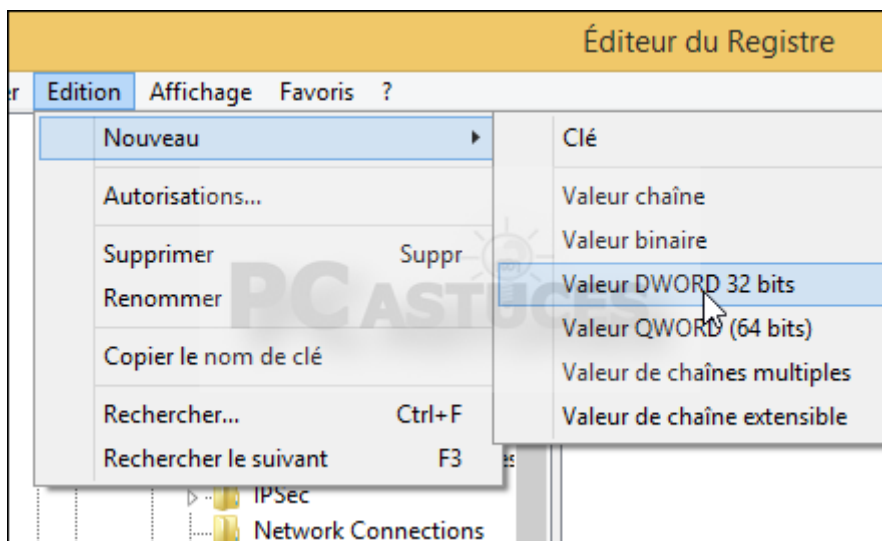 Éditeur du Registre
er Edition Affichage Favoris ?
Nouveau
Clé
Autorisations...
Valeur chaîne
Valeur binaire
Supprimer Suppr
Valeur DWORD 32 bits
Renommer
Valeur QWORD (64 bits)
Copier le nom de clé
Valeur de chaînes multiples
Rechercher... Ctrl+F
Valeur de chaîne extensible
Rechercher le suivant F3
es
IPSec
Network Connections
PC ASTUCES